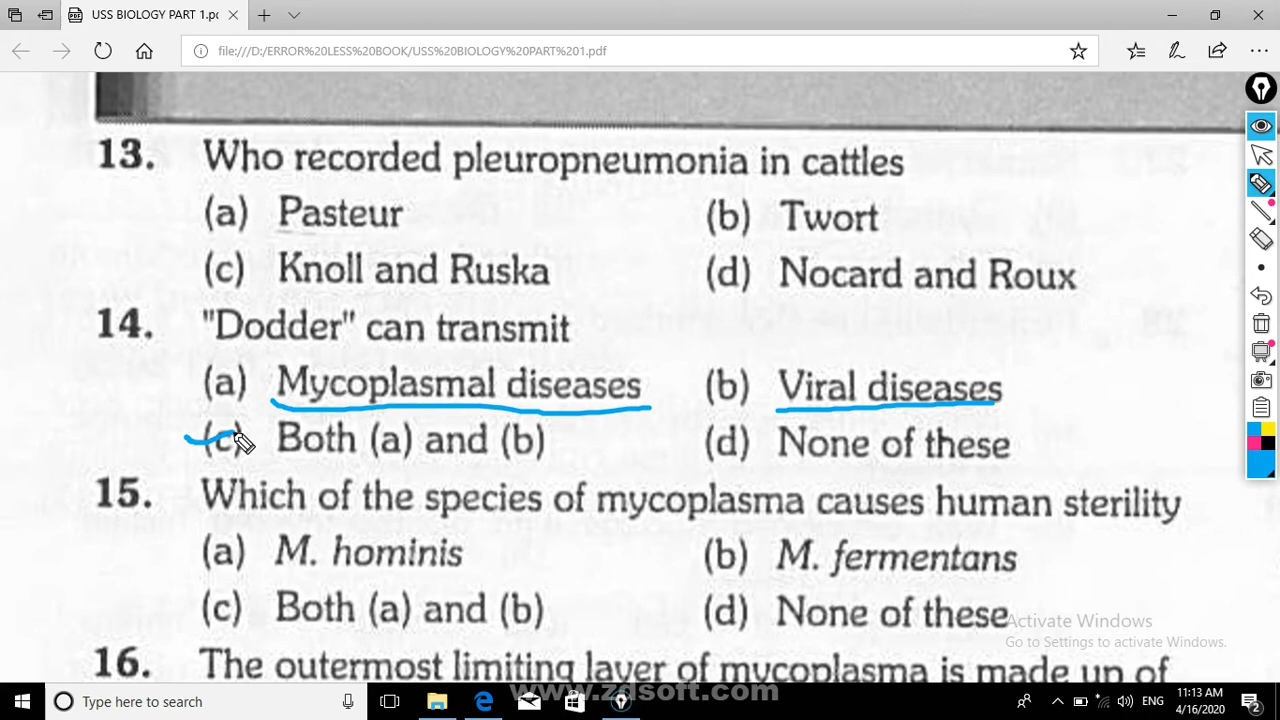 USS BIOLOGY PART 1.pc
file:///D:/ERROR%20LESS%20BOOK/USS%20BIOLOGY%20PART%201.pdf
13. Who recorded pleuropneumonia in cattles
(a) Pasteur (b) Twort
(c) Knoll and Ruska (d) Nocard and Roux
14. "Dodder" can transmit
(a) Mycoplasmal diseases (b) Viral diseases
(c) Both (a) and (b) (d) None of these
15. Which of the species of mycoplasma causes human sterility
(a) M. hominis (b) M. fermentans
(c) Both (a) and (b) (d) None of these
Activate Windows
Go to Settings to activate Windows.
16. The outermost limiting layer of mycoplasma is made up of
www.zdsoft.com
Type here to search
ENG
11:13 AM
4/16/2020
2